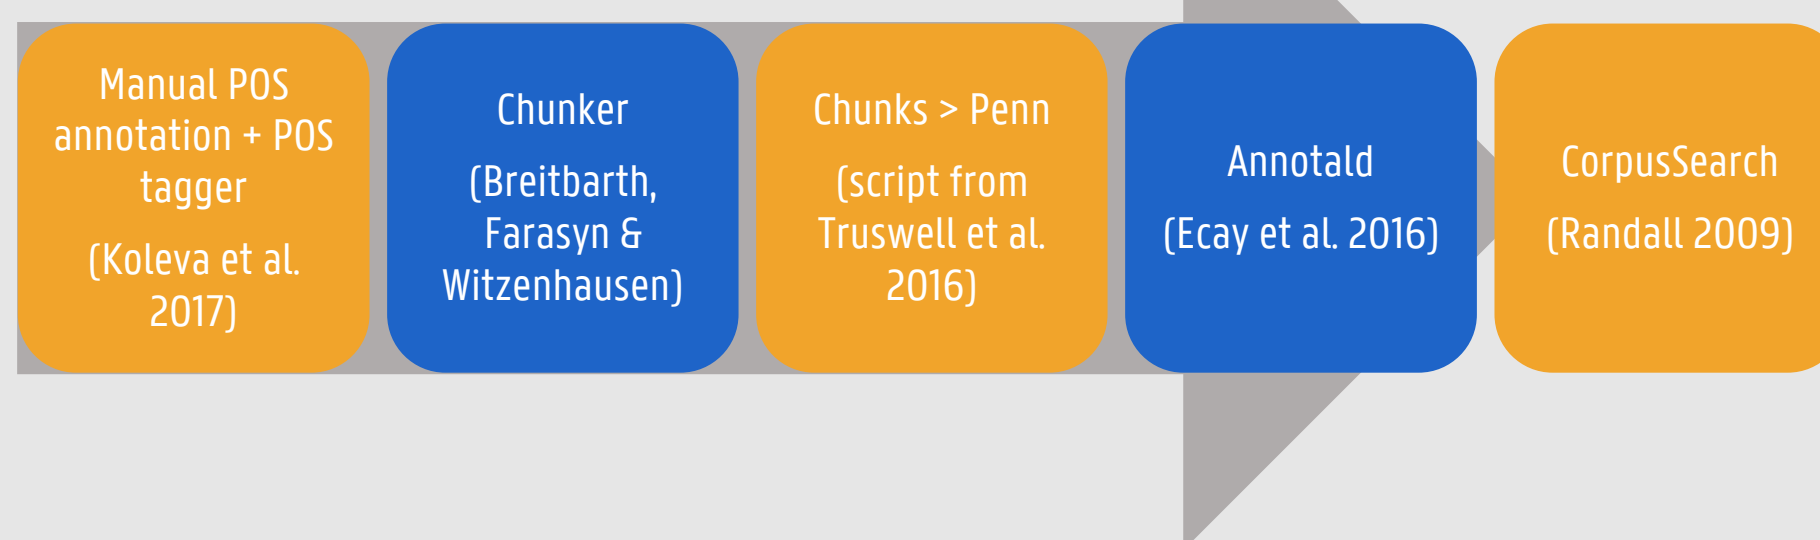 Manual POS
annotation + POS
tagger
(Koleva et al.
2017)
Chunker
(Breitbarth,
Farasyn &
Witzenhausen)
Chunks > Penn
(script from
Truswell et al.
2016)
Annotald
(Ecay et al. 2016)
CorpusSearch
(Randall 2009)